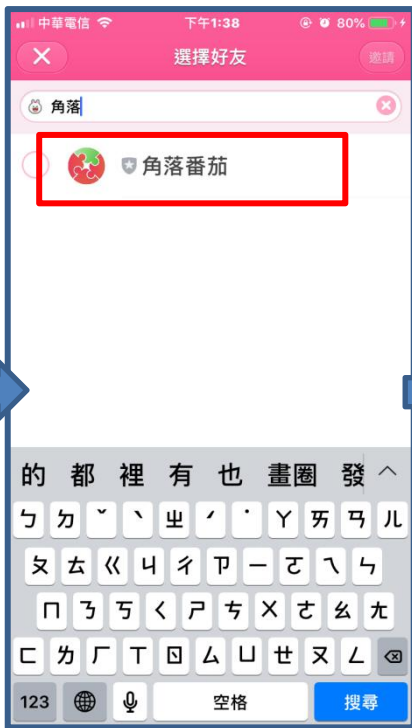 中華電信 下午1:38 80%
選擇好友 邀請
角落
角落番茄
的 都 裡 有 也 畫圈 發
ㄅ ㄉ ˇ ˋ ㄓ ˊ ˙ ㄚ ㄞ ㄢ ㄦ
ㄆ ㄊ ㄍ ㄐ ㄔ ㄗ ㄧ ㄛ ㄟ ㄣ
ㄇ ㄋ ㄎ ㄑ ㄕ ㄘ ㄨ ㄜ ㄠ ㄤ
ㄈ ㄌ ㄏ ㄒ ㄖ ㄙ ㄩ ㄝ ㄡ ㄥ
123 空格 搜尋